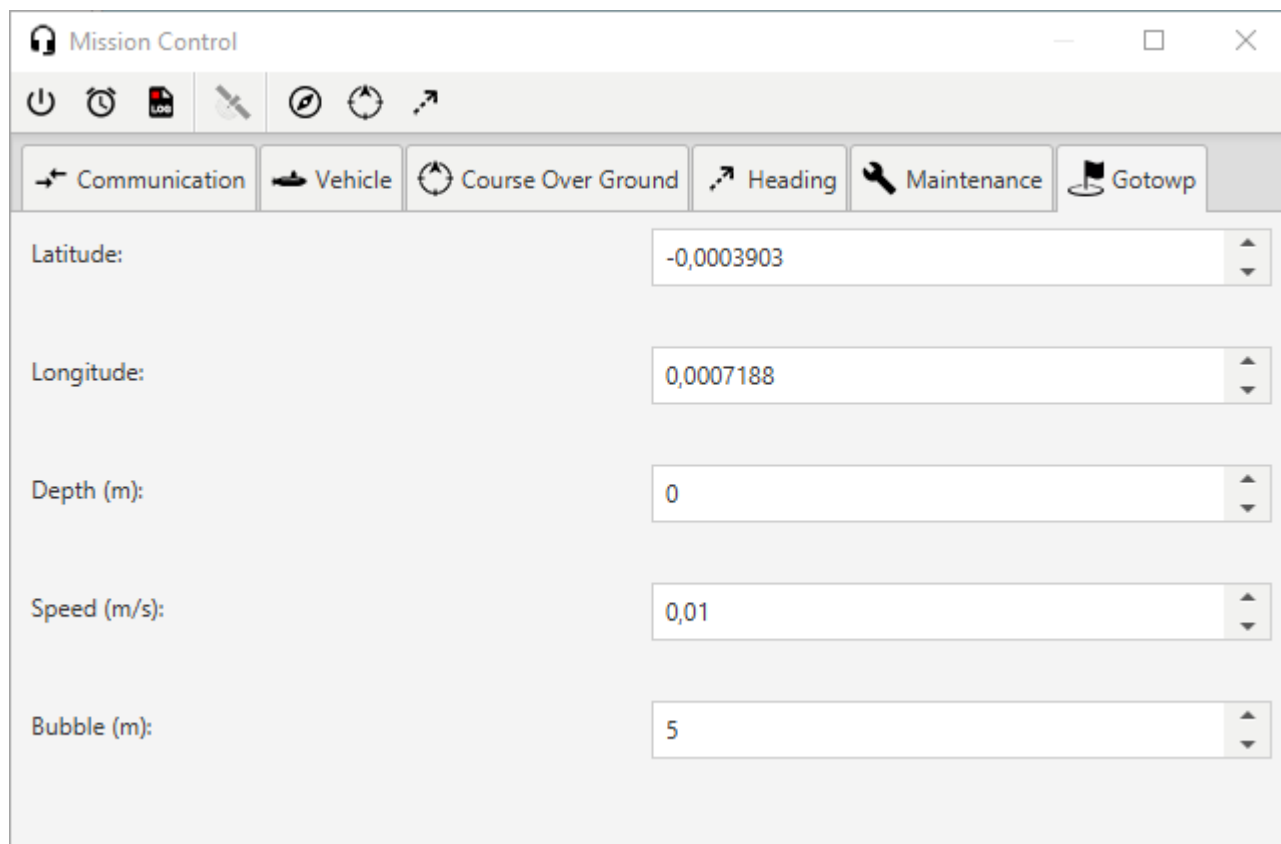 Mission Control
LOG
Communication Vehicle Course Over Ground Heading Maintenance Gotowp
Latitude: -0,0003903
Longitude: 0,0007188
Depth (m): 0
Speed (m/s): 0,01
Bubble (m): 5